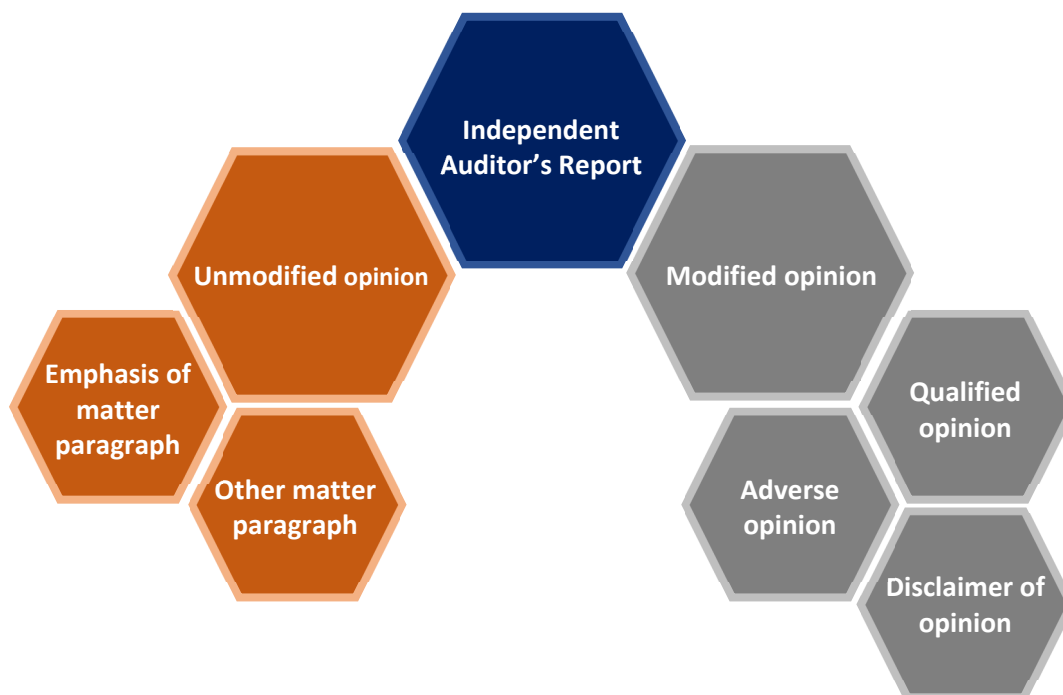 Independent
Auditor’s Report
Unmodified opinion
Modified opinion
Emphasis of
matter
paragraph
Other matter
paragraph
Qualified
opinion
Adverse
opinion
Disclaimer of
opinion